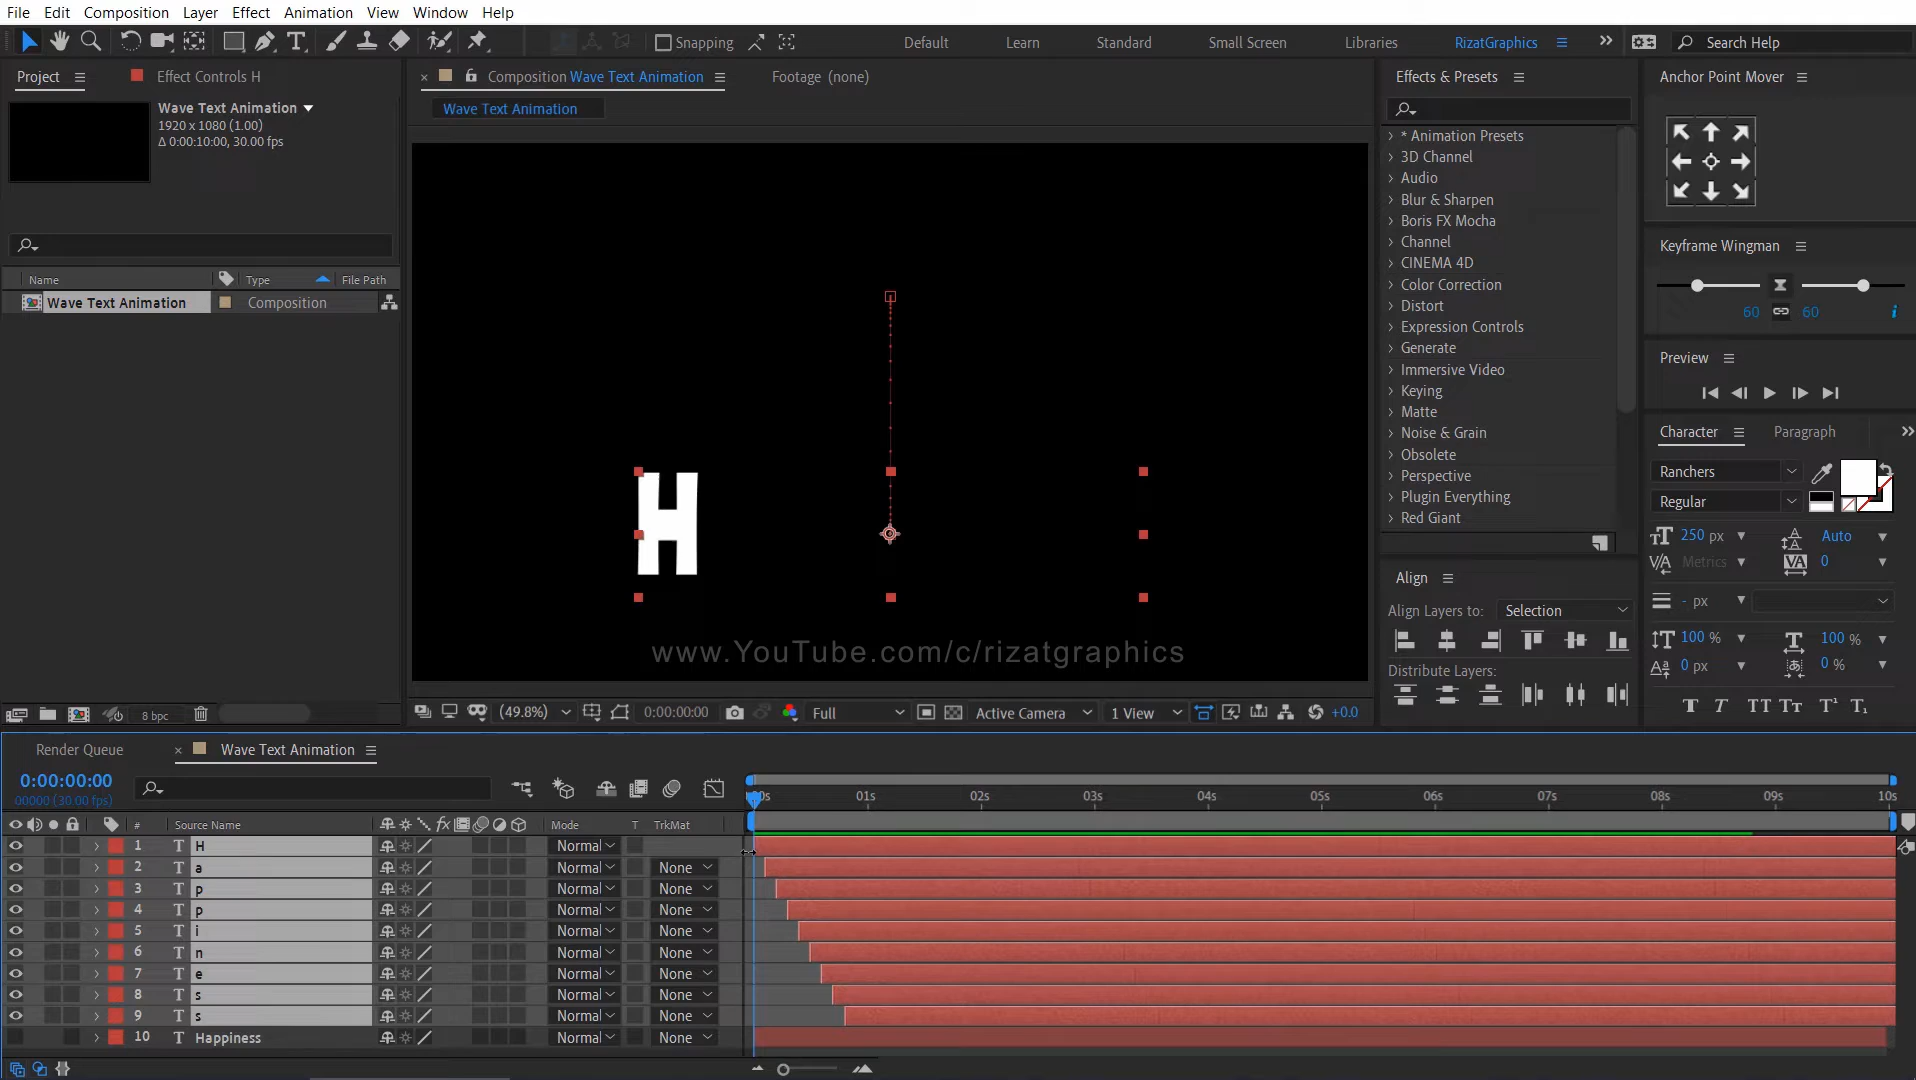 File Edit Composition Layer Effect Animation View Window Help
Snapping Default Learn Standard Small Screen Libraries RizatGraphics Search Help
Project Effect Controls H
Wave Text Animation
1920 x 1080 (1.00)
Δ 0:00:10:00, 30.00 fps
Name Type File Path
Wave Text Animation Composition
8 bpc
Composition Wave Text Animation Footage (none)
Wave Text Animation
H
www.YouTube.com/c/rizatgraphics
(49.8%) 0:00:00:00 Full Active Camera 1 View +0.0
Effects & Presets
* Animation Presets
3D Channel
Audio
Blur & Sharpen
Boris FX Mocha
Channel
CINEMA 4D
Color Correction
Distort
Expression Controls
Generate
Immersive Video
Keying
Matte
Noise & Grain
Obsolete
Perspective
Plugin Everything
Red Giant
Align
Align Layers to: Selection
Distribute Layers:
Anchor Point Mover
Keyframe Wingman
60 60 i
Preview
Character Paragraph
Ranchers
Regular
250 px Auto
Metrics 0
- px
100 % 100 %
0 px 0 %
Render Queue Wave Text Animation
0:00:00:00
00000 (30.00 fps)
01s 02s 03s 04s 05s 06s 07s 08s 09s 10s
# Source Name fx Mode T TrkMat
1 T H Normal
2 T a Normal None
3 T p Normal None
4 T p Normal None
5 T i Normal None
6 T n Normal None
7 T e Normal None
8 T s Normal None
9 T s Normal None
10 T Happiness Normal None